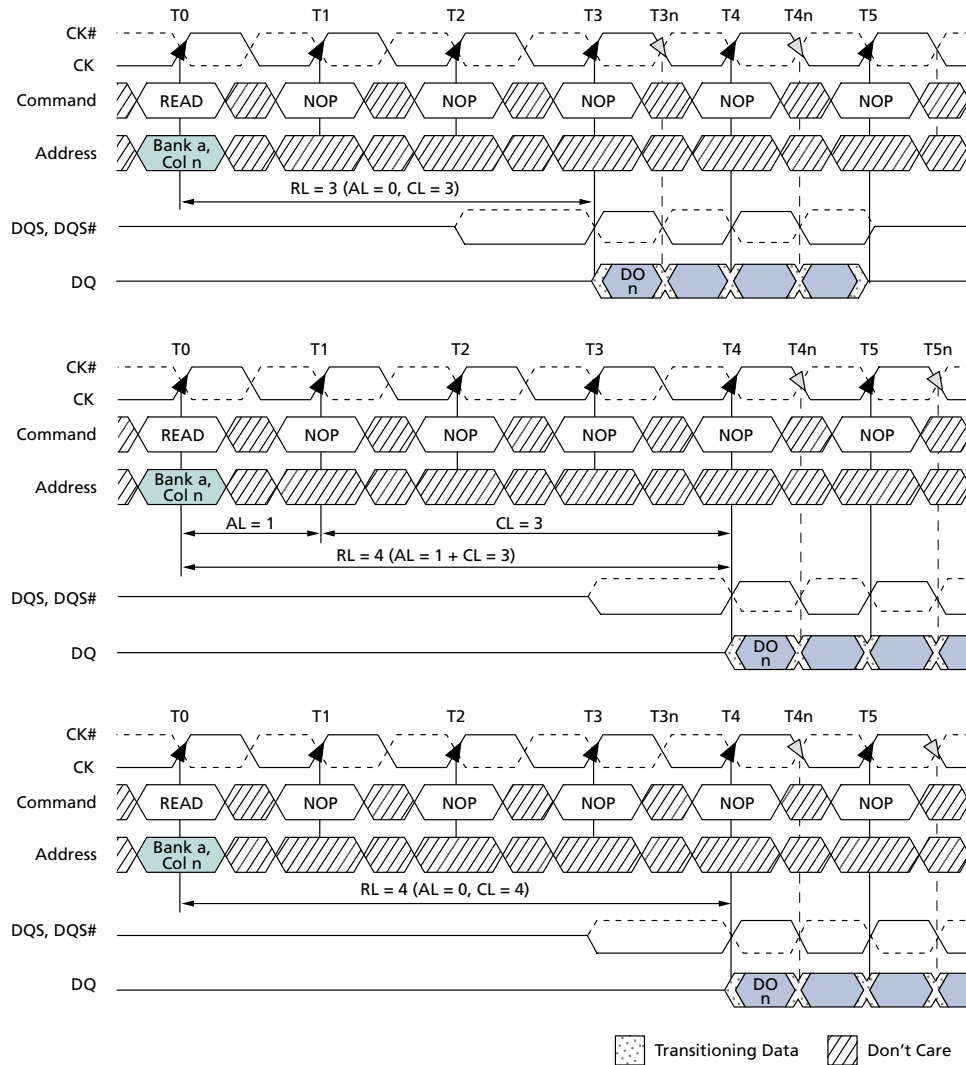 T0 T1 T2 T3 T3n T4 T4n T5
CK#
CK
Command READ NOP NOP NOP NOP NOP
Address Bank a,
Col n
RL = 3 (AL = 0, CL = 3)
DQS, DQS#
DQ DO
n
T0 T1 T2 T3 T4 T4n T5 T5n
CK#
CK
Command READ NOP NOP NOP NOP NOP
Address Bank a,
Col n
AL = 1 CL = 3
RL = 4 (AL = 1 + CL = 3)
DQS, DQS#
DQ DO
n
T0 T1 T2 T3 T3n T4 T4n T5
CK#
CK
Command READ NOP NOP NOP NOP NOP
Address Bank a,
Col n
RL = 4 (AL = 0, CL = 4)
DQS, DQS#
DQ DO
n
Transitioning Data Don't Care